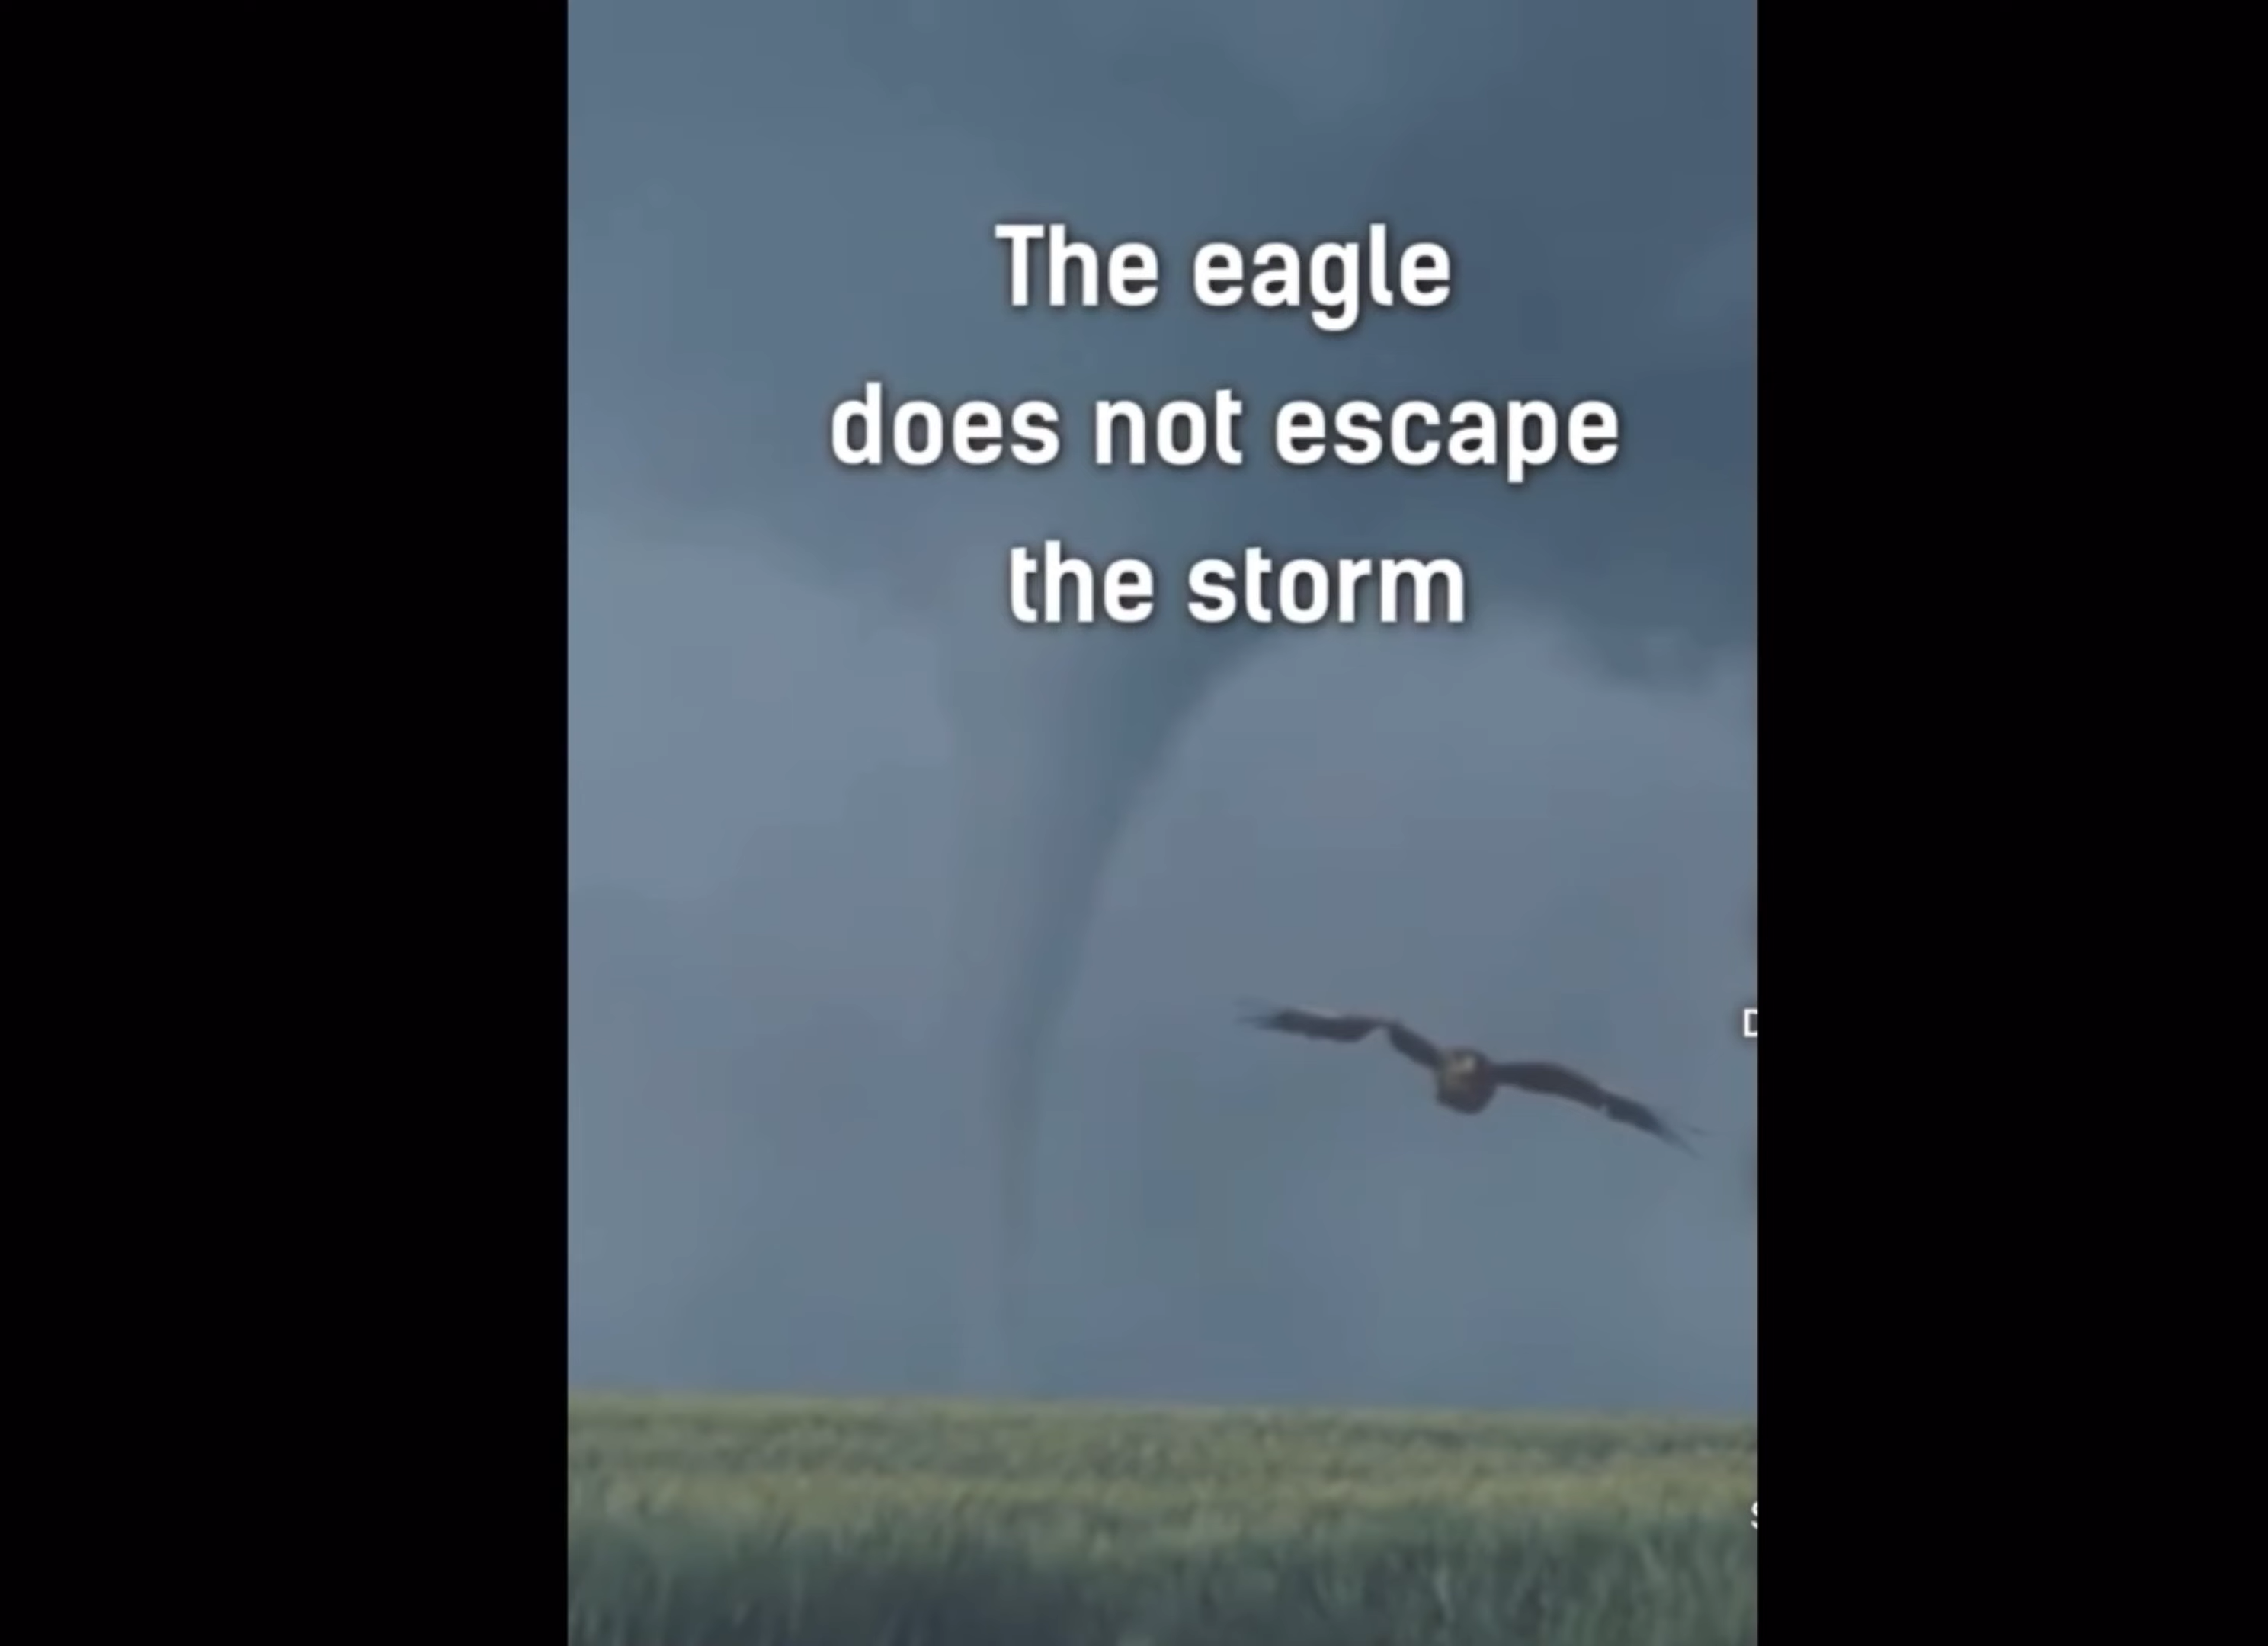 The eagle
does not escape
the storm